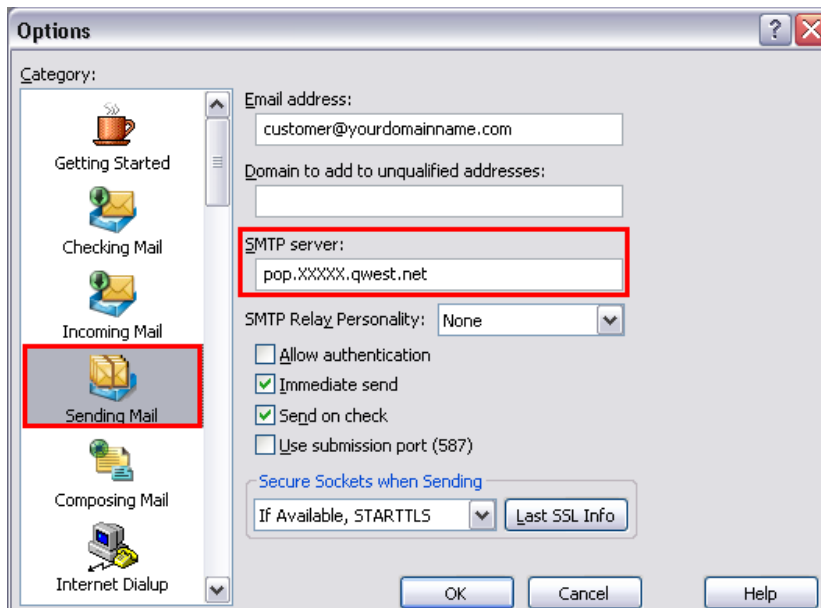 Options
Category:
Getting Started
Checking Mail
Incoming Mail
Sending Mail
Composing Mail
Internet Dialup
Email address:
customer@yourdomainname.com
Domain to add to unqualified addresses:
SMTP server:
pop.XXXXX.qwest.net
SMTP Relay Personality: None
Allow authentication
Immediate send
Send on check
Use submission port (587)
Secure Sockets when Sending
If Available, STARTTLS Last SSL Info
OK Cancel Help